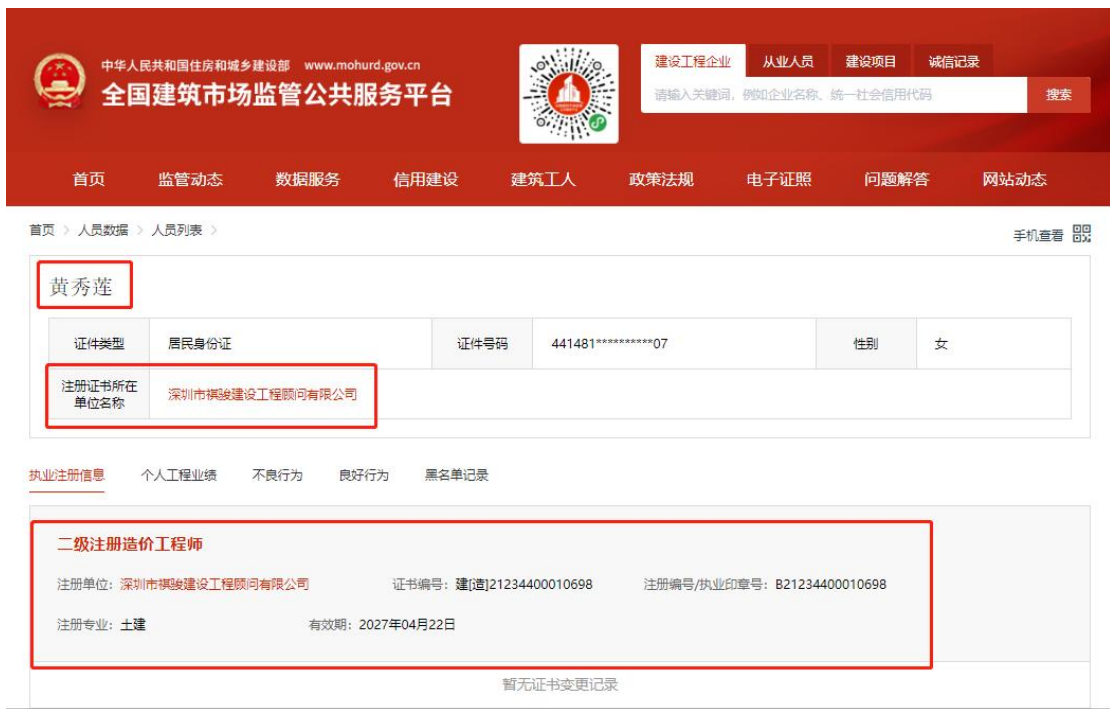 中华人民共和国住房和城乡建设部 www.mohurd.gov.cn
全国建筑市场监管公共服务平台
建设工程企业 从业人员 建设项目 诚信记录
请输入关键词，例如企业名称、统一社会信用代码 搜索
首页 监管动态 数据服务 信用建设 建筑工人 政策法规 电子证照 问题解答 网站动态
首页 > 人员数据 > 人员列表 >
手机查看
黄秀莲
证件类型 居民身份证 证件号码 441481**********07 性别 女
注册证书所在
单位名称
深圳市祺骏建设工程顾问有限公司
执业注册信息 个人工程业绩 不良行为 良好行为 黑名单记录
二级注册造价工程师
注册单位：深圳市祺骏建设工程顾问有限公司 证书编号：建[造]21234400010698 注册编号/执业印章号：B21234400010698
注册专业：土建 有效期：2027年04月22日
暂无证书变更记录